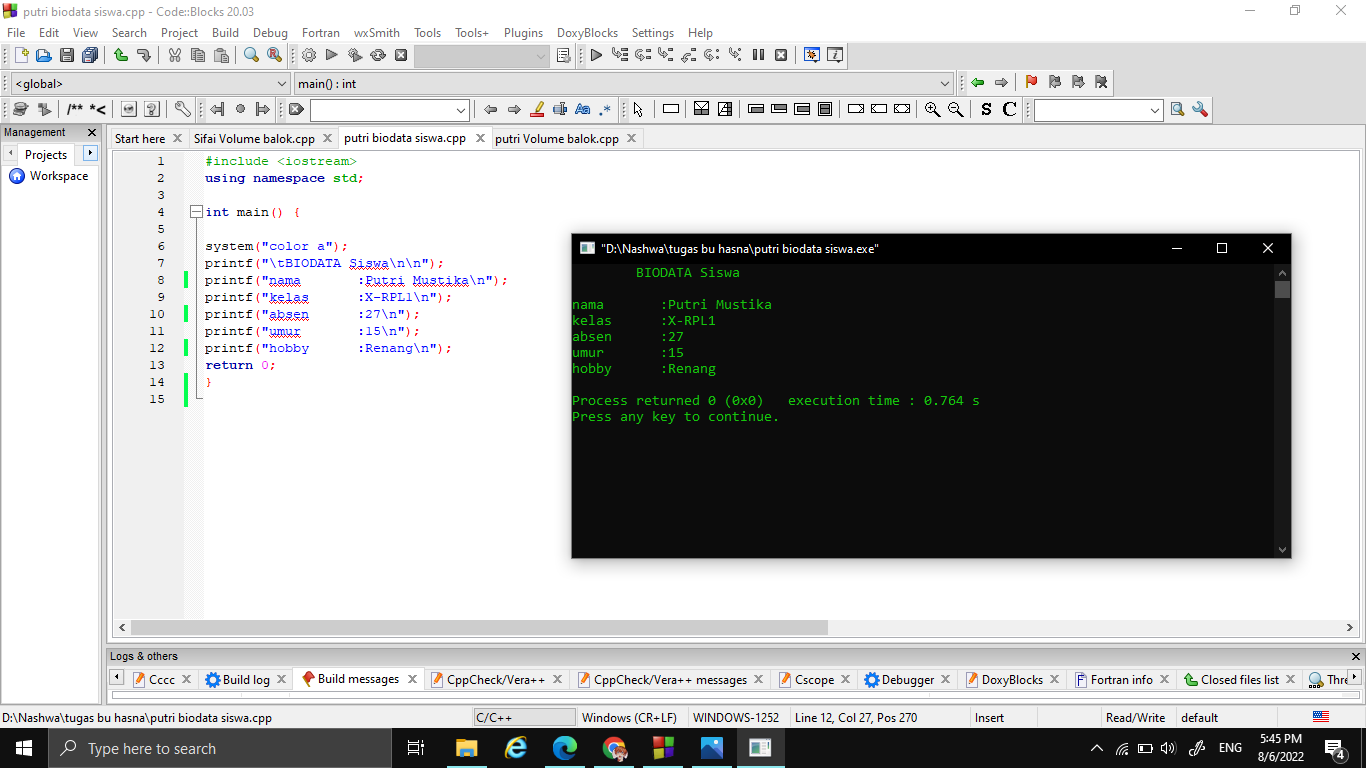 putri biodata siswa.cpp - Code::Blocks 20.03
File Edit View Search Project Build Debug Fortran wxSmith Tools Tools+ Plugins DoxyBlocks Settings Help
<global> main() : int
/** *< Aa .* S C
Management
Projects
Workspace
Start here Sifai Volume balok.cpp putri biodata siswa.cpp putri Volume balok.cpp
1 #include <iostream>
2 using namespace std;
3
4 int main() {
5
6 system("color a");
7 printf("\tBIODATA Siswa\n\n");
8 printf("nama :Putri Mustika\n");
9 printf("kelas :X-RPL1\n");
10 printf("absen :27\n");
11 printf("umur :15\n");
12 printf("hobby :Renang\n");
13 return 0;
14 }
15
"D:\Nashwa\tugas bu hasna\putri biodata siswa.exe"
BIODATA Siswa
nama :Putri Mustika
kelas :X-RPL1
absen :27
umur :15
hobby :Renang
Process returned 0 (0x0) execution time : 0.764 s
Press any key to continue.
Logs & others
Cccc Build log Build messages CppCheck/Vera++ CppCheck/Vera++ messages Cscope Debugger DoxyBlocks Fortran info Closed files list Thre
D:\Nashwa\tugas bu hasna\putri biodata siswa.cpp C/C++ Windows (CR+LF) WINDOWS-1252 Line 12, Col 27, Pos 270 Insert Read/Write default
Type here to search ENG 5:45 PM
8/6/2022 4